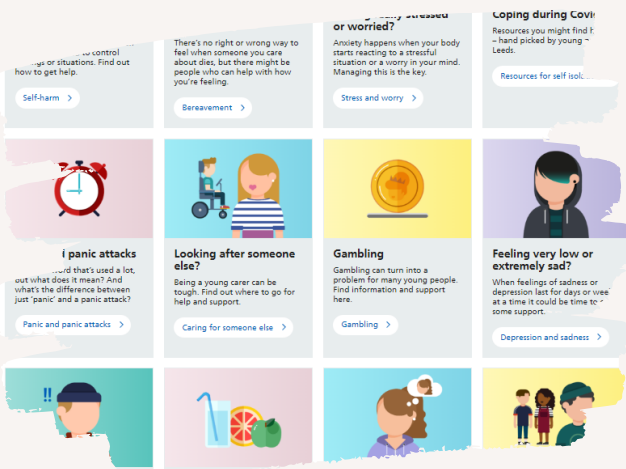 to control
or situations. Find out
how to get help.
Self-harm
There's no right or wrong way to
feel when someone you care
about dies, but there might be
people who can help with how
you're feeling.
Bereavement
stressed
or worried?
Anxiety happens when your body
starts reacting to a stressful
situation or a worry in your mind.
Managing this is the key.
Stress and worry
Coping during
Resources you might find
– hand picked by young
Leeds.
Resources for self
panic attacks
word that's used a lot,
but what does it mean? And
what's the difference between
just 'panic' and a panic attack?
Panic and panic attacks
Looking after someone
else?
Being a young carer can be
tough. Find out where to go for
help and support.
Caring for someone else
Gambling
Gambling can turn into a
problem for many young people.
Find information and support
here.
Gambling
Feeling very low or
extremely sad?
When feelings of sadness or
depression last for days or
at a time it could be time to
some support.
Depression and sadness
!!